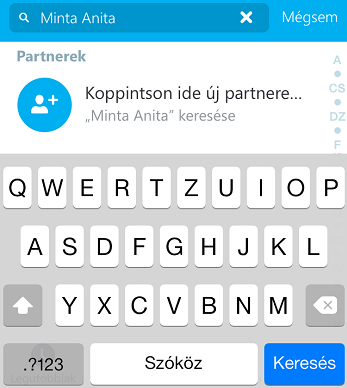 Minta Anita Mégsem
Partnerek
A
Koppintson ide új partnere...
CS
„Minta Anita” keresése
DZ
F
Q W E R T Z U I O P
A S D F G H J K L
Y X C V B N M
.?123 Szóköz Keresés